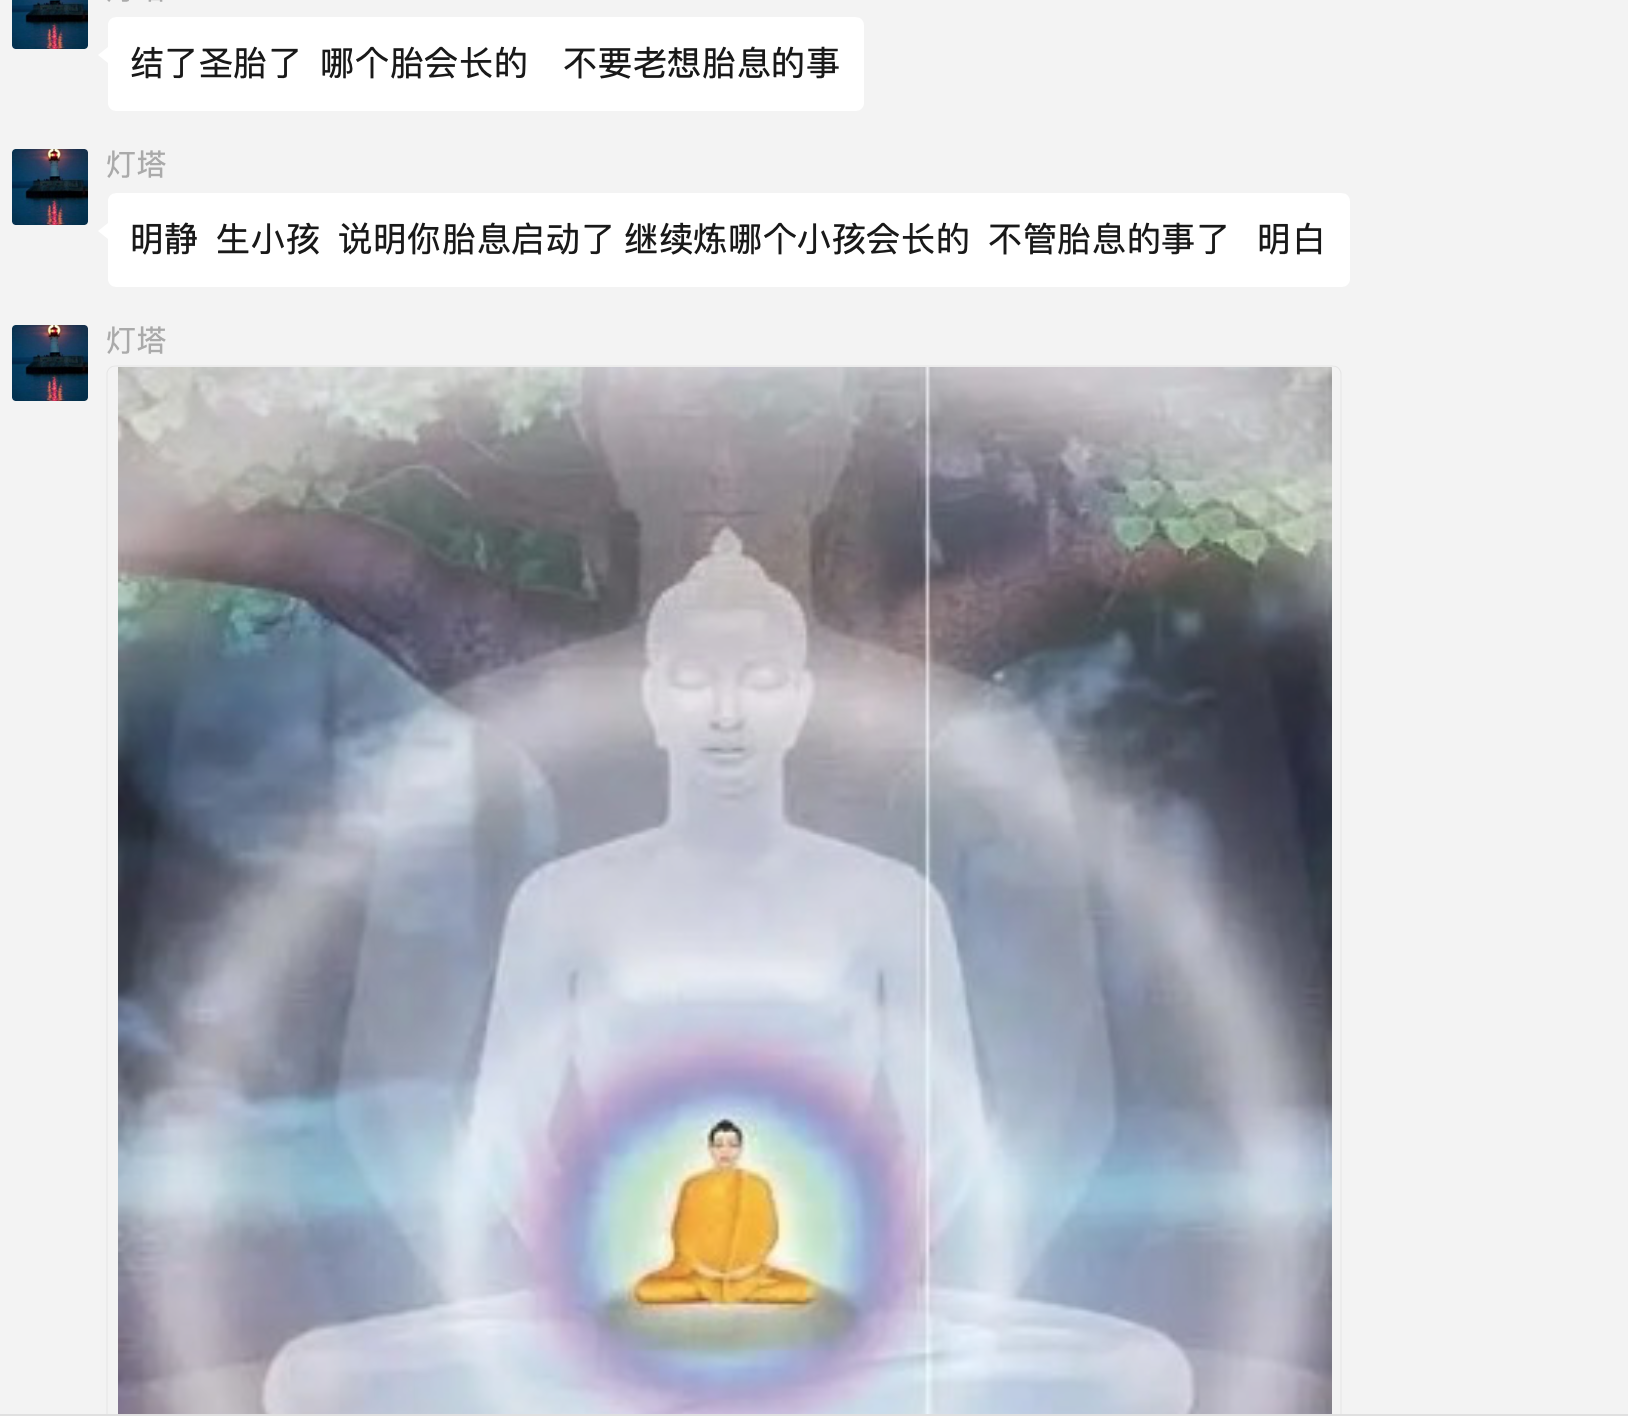 结了圣胎了 哪个胎会长的 不要老想胎息的事
灯塔
明静 生小孩 说明你胎息启动了 继续炼哪个小孩会长的 不管胎息的事了 明白
灯塔